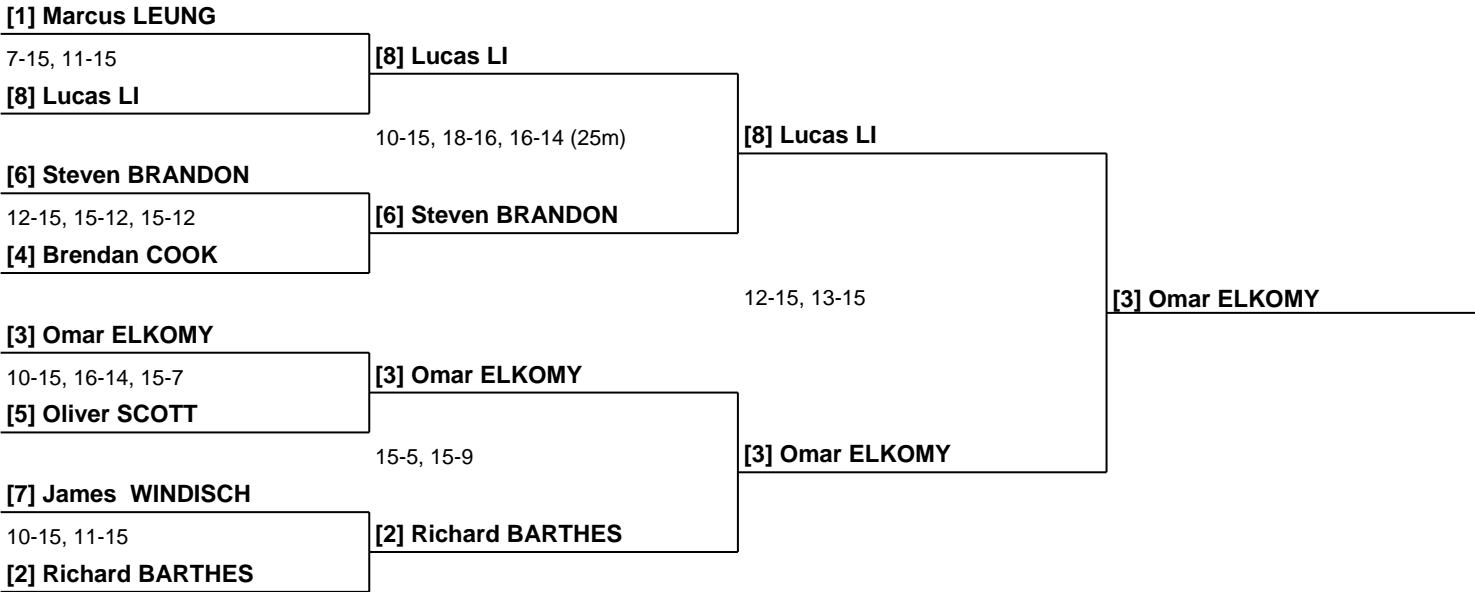 [1] Marcus LEUNG
7-15, 11-15
[8] Lucas LI
[8] Lucas LI
10-15, 18-16, 16-14 (25m)
[8] Lucas LI
[6] Steven BRANDON
12-15, 15-12, 15-12
[6] Steven BRANDON
[4] Brendan COOK
12-15, 13-15
[3] Omar ELKOMY
[3] Omar ELKOMY
10-15, 16-14, 15-7
[3] Omar ELKOMY
[5] Oliver SCOTT
15-5, 15-9
[3] Omar ELKOMY
[7] James  WINDISCH
10-15, 11-15
[2] Richard BARTHES
[2] Richard BARTHES